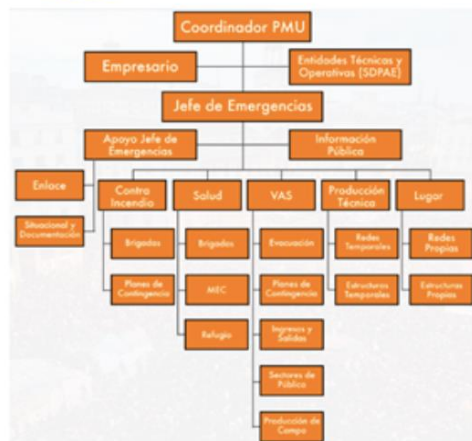 Coordinador PMU
Empresario
Entidades Técnicas y
Operativas (SDPAE)
Jefe de Emergencias
Apoyo Jefe de
Emergencias
Información
Pública
Enlace
Situacional y
Documentación
Contra
Incendio
Salud
VAS
Producción
Técnica
Lugar
Brigadas
Brigadas
Evacuación
Redes
Temporales
Redes
Propias
Planes de
Contingencia
MEC
Planes de
Contingencia
Estructuras
Temporales
Estructuras
Propias
Refugio
Ingresos y
Salidas
Sectores de
Público
Producción de
Campo